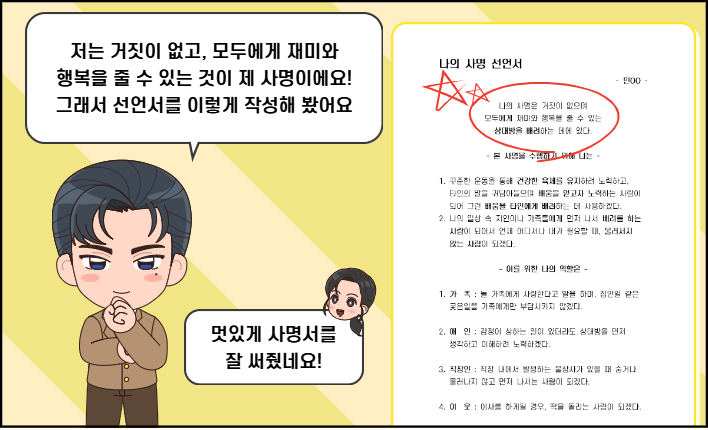 저는 거짓이 없고, 모두에게 재미와
행복을 줄 수 있는 것이 제 사명이에요!
그래서 선언서를 이렇게 작성해 봤어요
멋있게 사명서를
잘 써줬네요!
나의 사명 선언서
- 민00 -
나의 사명은 거짓이 없으며
모두에게 재미와 행복을 줄 수 있는
상대방을 배려하는 데에 있다.
- 본 사명을 수행하기 위해 나는 -
1. 꾸준한 운동을 통해 건강한 육체를 유지하려 노력하고,
타인의 말을 귀담아들으며 배움을 얻고자 노력하는 사람이
되어 그런 배움을 타인에게 배려하는 데 사용하겠다.
2. 나의 일상 속 지인이나 가족들에게 먼저 나서 배려를 하는
사람이 되어서 언제 어디서나 내가 필요할 때, 물러서지
않는 사람이 되겠다.
- 이를 위한 나의 역할은 -
1. 가 족 : 늘 가족에게 사랑한다고 말을 하며, 집안일 같은
궂은일을 가족에게만 부담시키지 않겠다.
2. 애 인 : 감정이 상하는 일이 있더라도 상대방을 먼저
생각하고 이해하려 노력하겠다.
3. 직장인 : 직장 내에서 발생하는 불상사가 있을 때 숨거나
물러나지 않고 먼저 나서는 사람이 되겠다.
4. 이 웃 : 이사를 하게될 경우, 떡을 돌리는 사람이 되겠다.